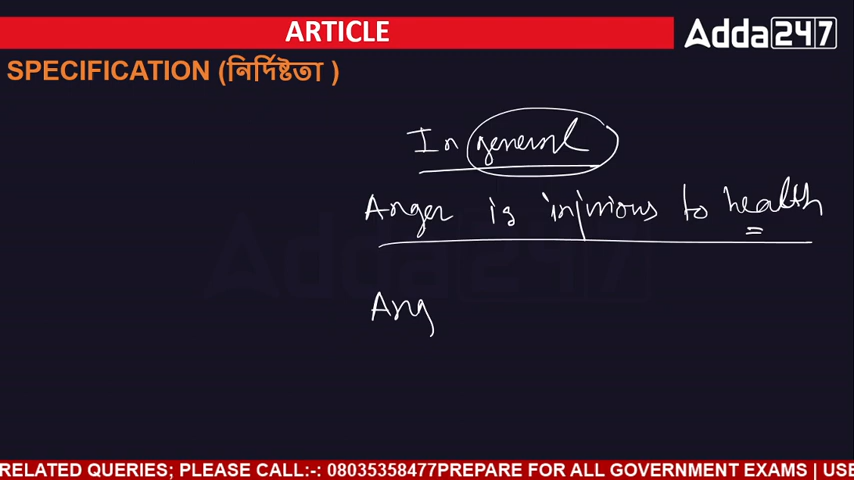 ARTICLE
Adda247
SPECIFICATION (নির্দিষ্টতা )
In general
Anger is injurious to health
Ang
RELATED QUERIES; PLEASE CALL:-: 08035358477PREPARE FOR ALL GOVERNMENT EXAMS | USE